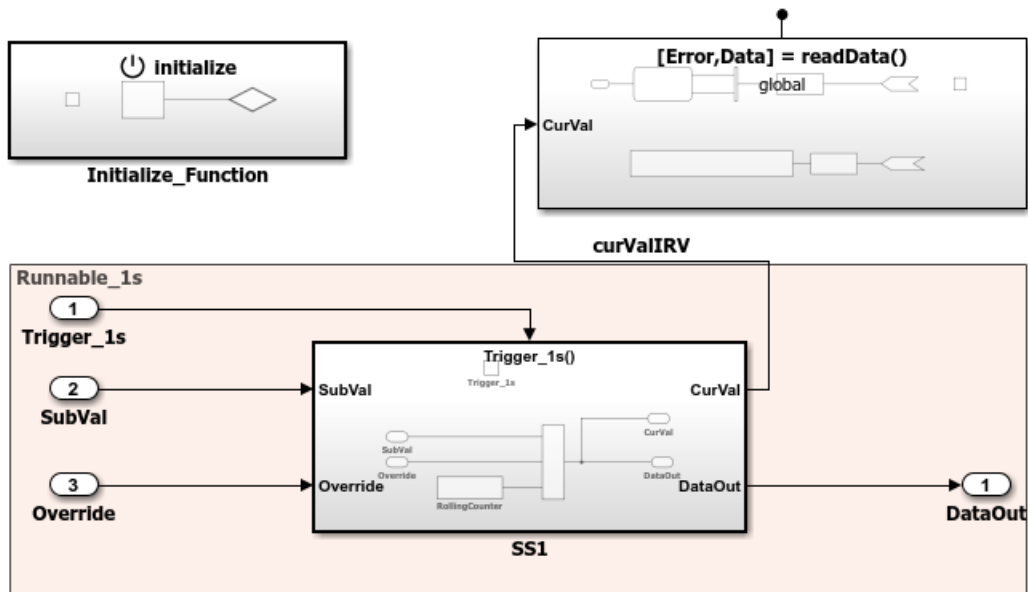 initialize
Initialize_Function
[Error,Data] = readData()
global
CurVal
curValIRV
Runnable_1s
1
Trigger_1s
2
SubVal
3
Override
Trigger_1s()
Trigger_1s
SubVal
CurVal
SubVal
CurVal
Override
Override
RollingCounter
DataOut
DataOut
SS1
1
DataOut